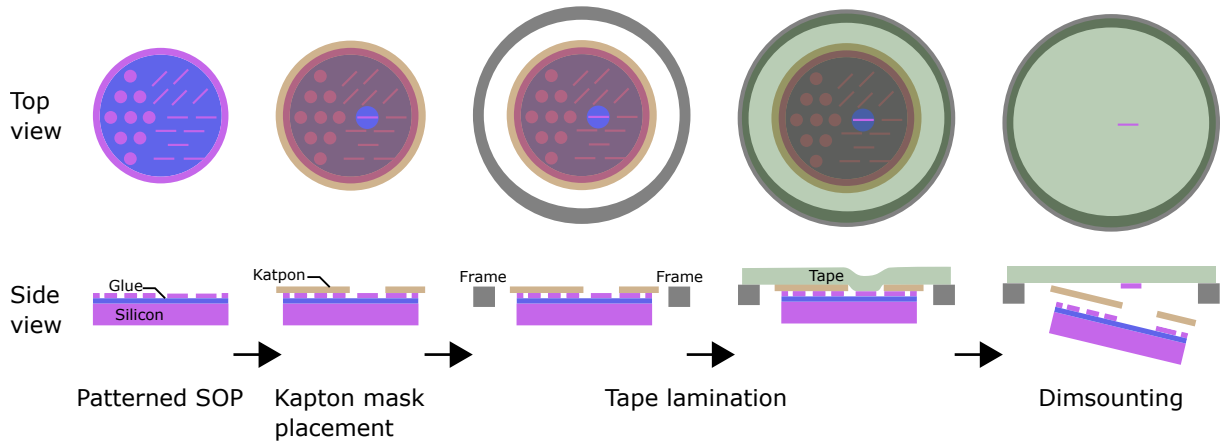 Top
view
Glue
Silicon
Katpon
Frame
Frame
Tape
Side
view
Patterned SOP
Kapton mask
placement
Tape lamination
Dimsounting